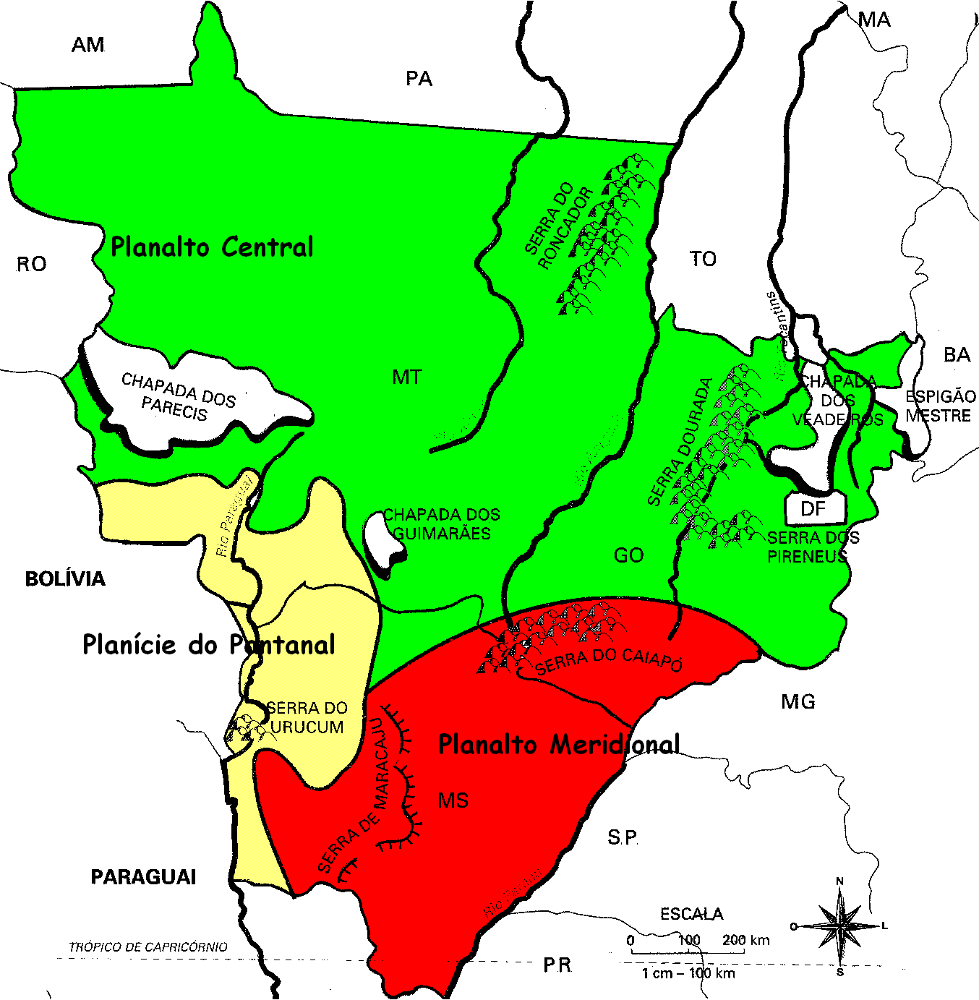 MA
AM
PA
SERRA DO
RONCADOR
Planalto Central
RO
TO
BA
CHAPADA DOS
PARECIS
MT
SERRA DOURADA
CHAPADA
DOS
VEADEIROS
ESPIGÃO
MESTRE
Rio Paraguai
CHAPADA DOS
GUIMARÃES
DF
SERRA DOS
PIRENEUS
GO
BOLÍVIA
Planície do Pantanal
SERRA DO CAIAPÓ
SERRA DO
URUCUM
MG
Planalto Meridional
SERRA DE MARACAJU
MS
S.P.
PARAGUAI
Rio Paraná
N
O
L
S
ESCALA
0 100 200 km
1 cm – 100 km
TRÓPICO DE CAPRICÓRNIO
PR